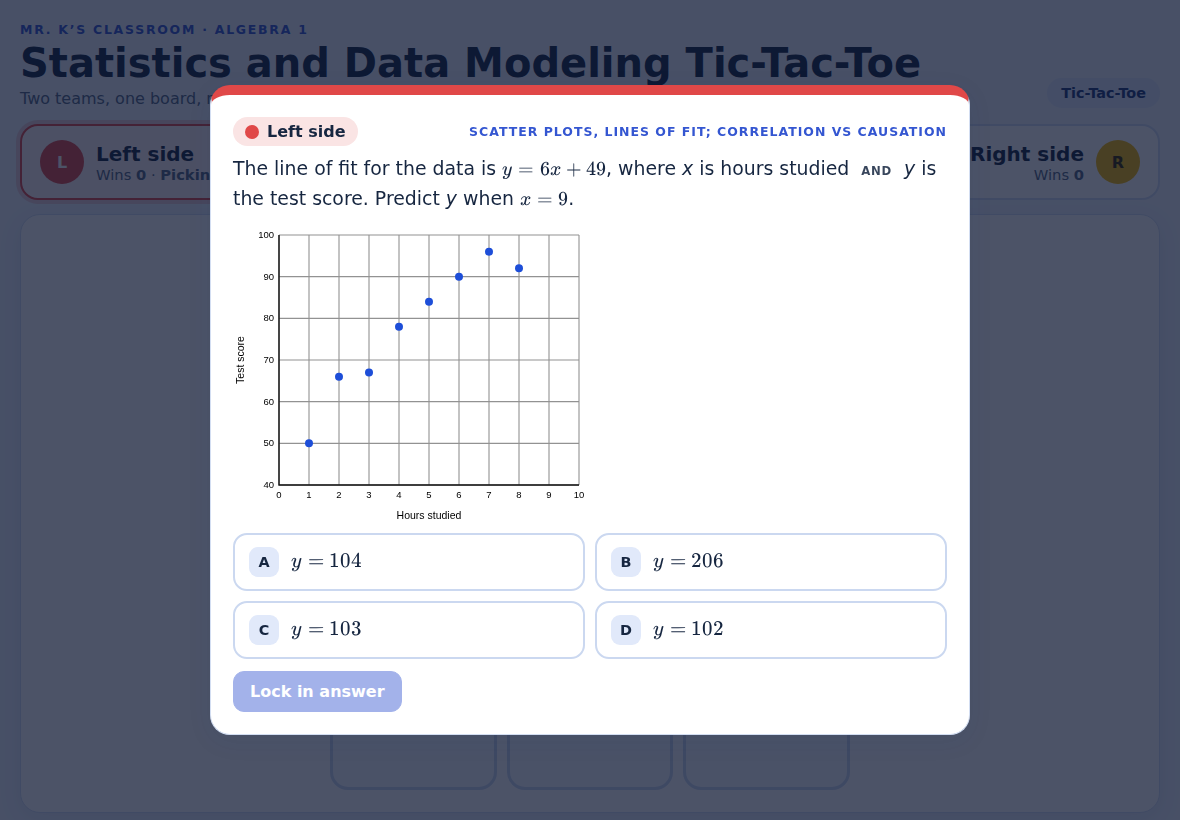 MR. K'S CLASSROOM · ALGEBRA 1
Statistics and Data Modeling Tic-Tac-Toe
Two teams, one board,
Tic-Tac-Toe
L
Left side
Wins 0 · Pickin
Right side
Wins 0
R
Left side
SCATTER PLOTS, LINES OF FIT; CORRELATION VS CAUSATION
The line of fit for the data is y = 6x + 49, where x is hours studied AND y is
the test score. Predict y when x = 9.
100
90
80
70
60
50
40
Test score
0 1 2 3 4 5 6 7 8 9 10
Hours studied
A y = 104
B y = 206
C y = 103
D y = 102
Lock in answer